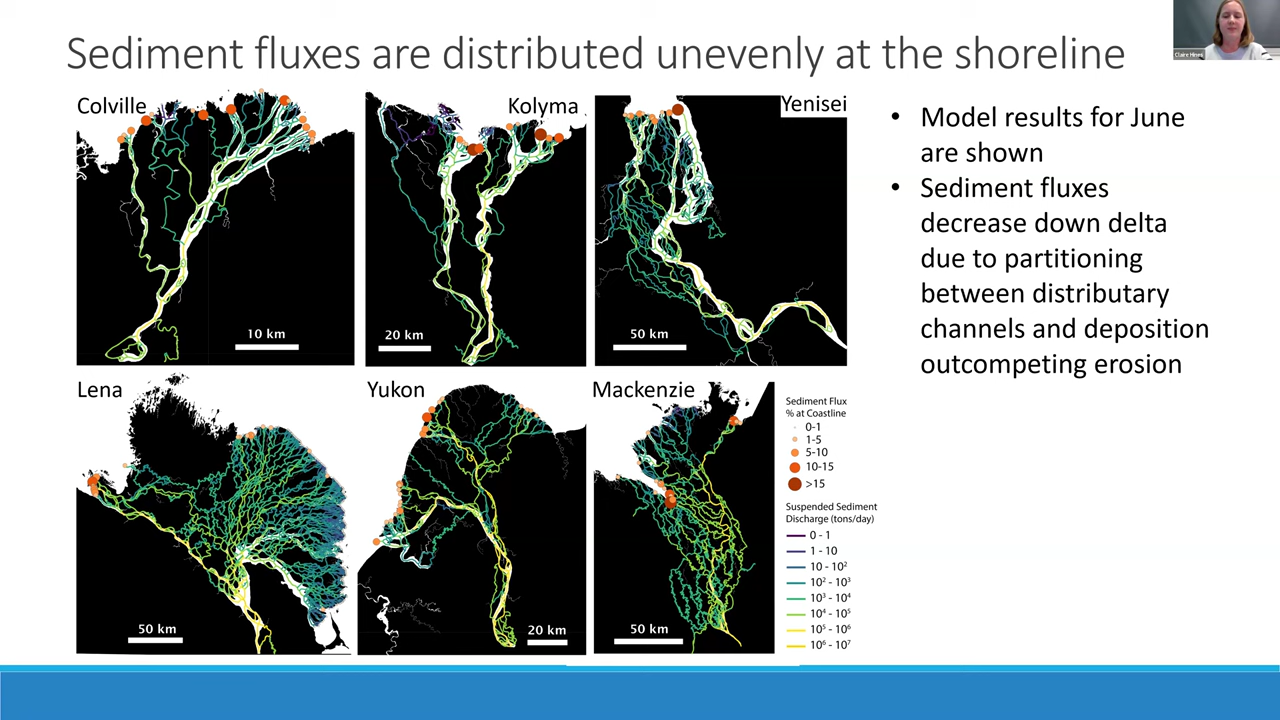 Sediment fluxes are distributed unevenly at the shoreline
Claire Hines
Colville
10 km
Kolyma
20 km
Yenisei
50 km
Lena
50 km
Yukon
20 km
Mackenzie
50 km
Sediment Flux
% at Coastline
0-1
1-5
5-10
10-15
>15
Suspended Sediment
Discharge (tons/day)
0 - 1
1 - 10
10 - 10²
10² - 10³
10³ - 10⁴
10⁴ - 10⁵
10⁵ - 10⁶
10⁶ - 10⁷
• Model results for June
are shown
• Sediment fluxes
decrease down delta
due to partitioning
between distributary
channels and deposition
outcompeting erosion